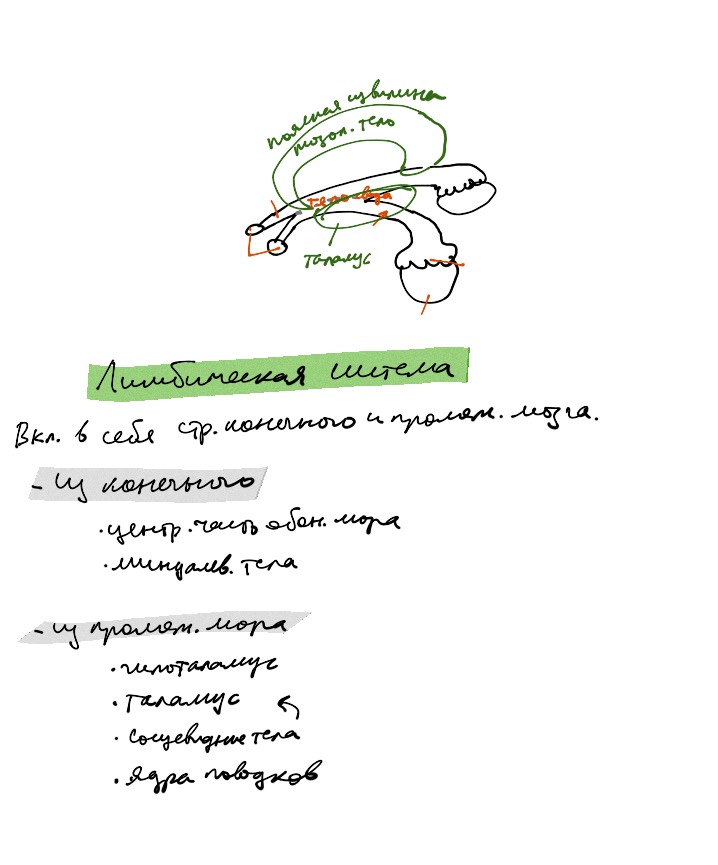 поясная извилина
мозол. тело
тело свода
таламус
Лимбическая система
Вкл. в себя стр. конечного и пром. мозга.
- из конечного
· центр. часть обон. мозга
· миндалев. тела
- из промеж. мозга
· гипоталамус
· таламус
· сосцевидные тела
· ядра поводков